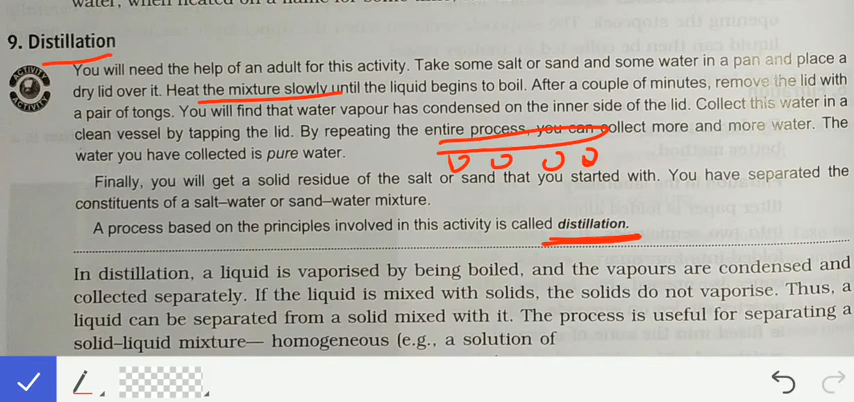 water, when heated on a
9. Distillation
ACTIVITY
ACTIVITY
You will need the help of an adult for this activity. Take some salt or sand and some water in a pan and place a
dry lid over it. Heat the mixture slowly until the liquid begins to boil. After a couple of minutes, remove the lid with
a pair of tongs. You will find that water vapour has condensed on the inner side of the lid. Collect this water in a
clean vessel by tapping the lid. By repeating the entire process, you can collect more and more water. The
water you have collected is pure water.
Finally, you will get a solid residue of the salt or sand that you started with. You have separated the
constituents of a salt–water or sand–water mixture.
A process based on the principles involved in this activity is called distillation.
In distillation, a liquid is vaporised by being boiled, and the vapours are condensed and
collected separately. If the liquid is mixed with solids, the solids do not vaporise. Thus, a
liquid can be separated from a solid mixed with it. The process is useful for separating a
solid–liquid mixture— homogeneous (e.g., a solution of